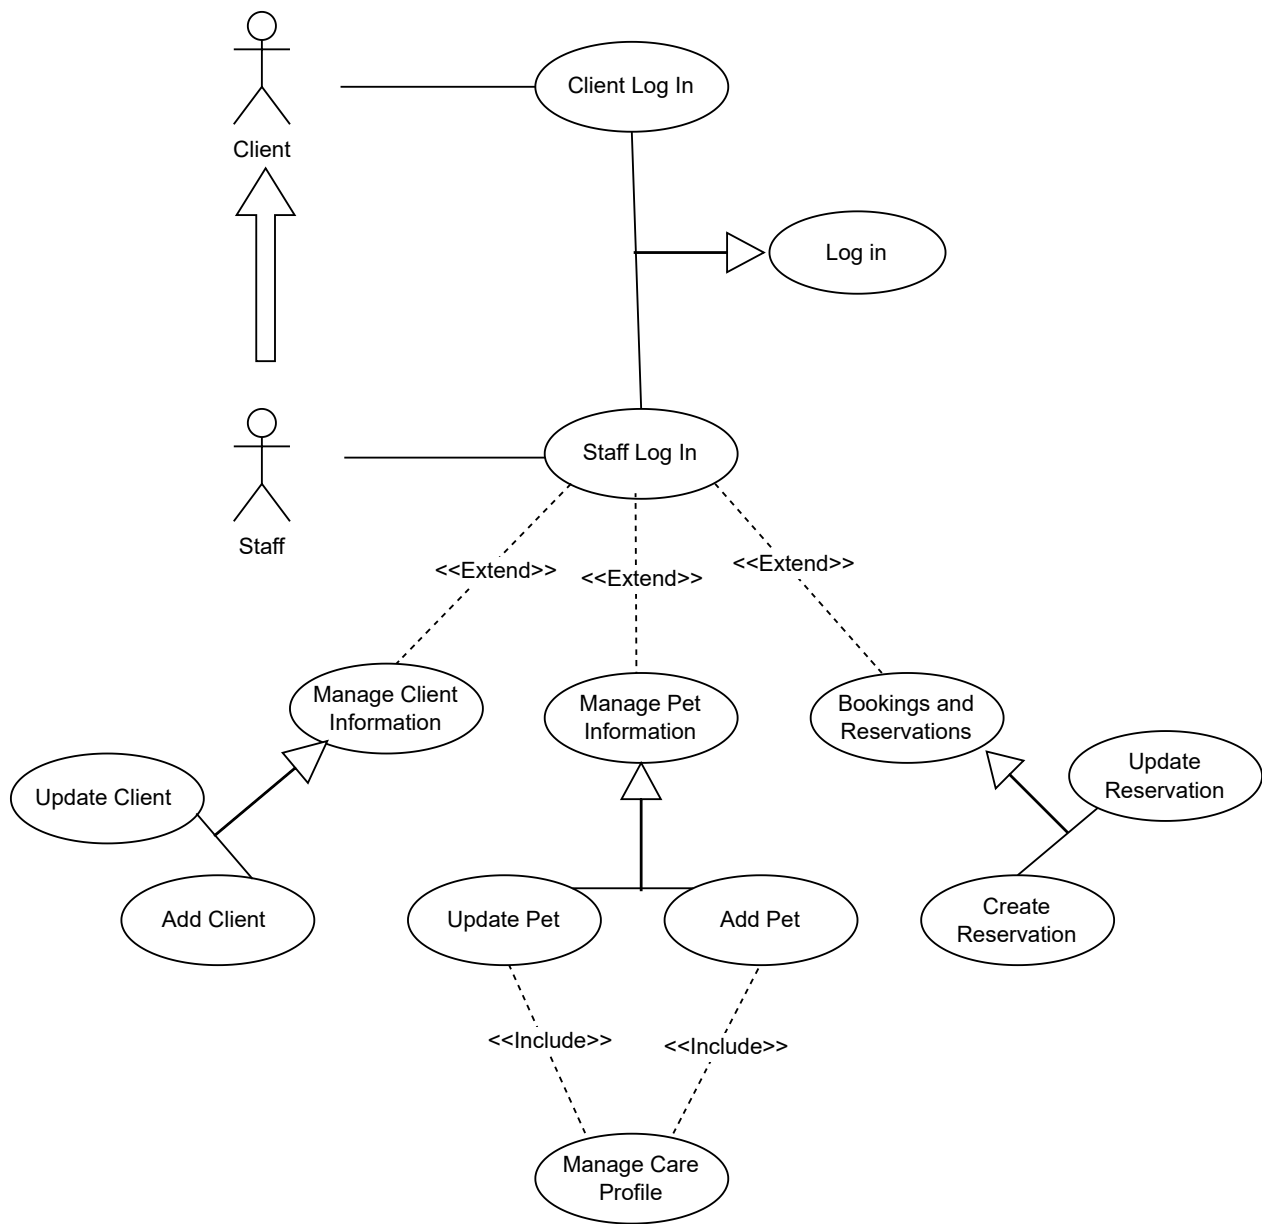 Client Log In
Client
Log in
Staff Log In
Staff
<<Extend>>
<<Extend>>
<<Extend>>
Manage Client
Information
Manage Pet
Information
Bookings and
Reservations
Update Client
Update
Reservation
Add Client
Update Pet
Add Pet
Create
Reservation
<<Include>>
<<Include>>
Manage Care
Profile